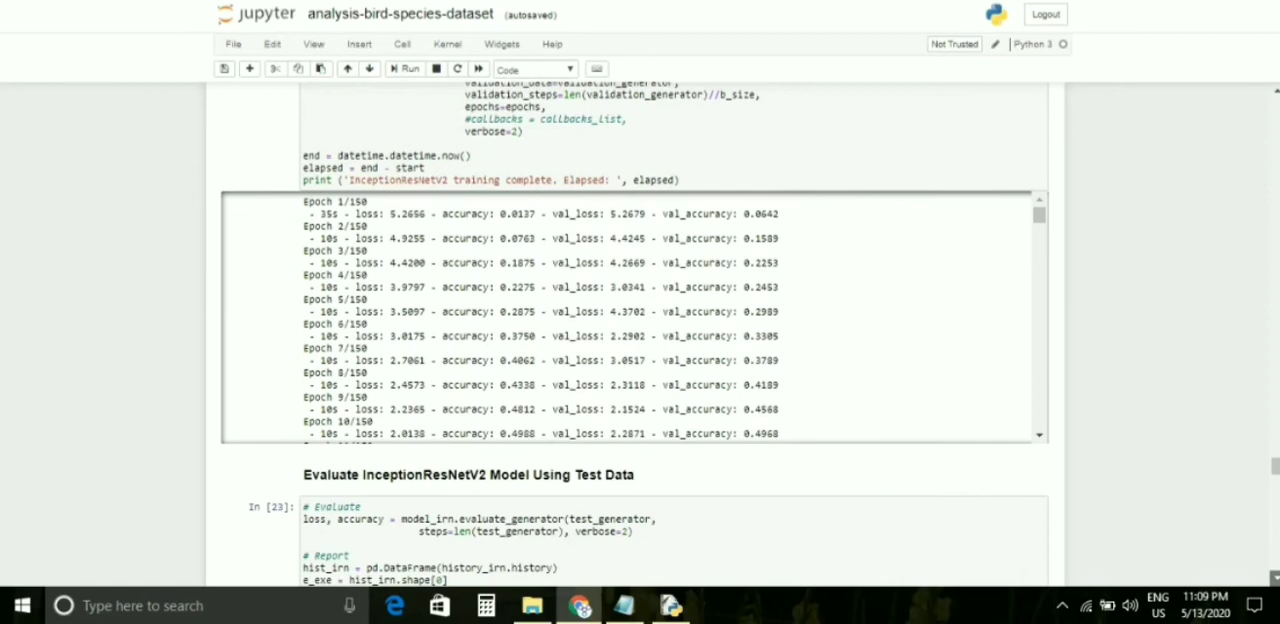 jupyter analysis-bird-species-dataset (autosaved)
Logout
File Edit View Insert Cell Kernel Widgets Help
Not Trusted
Python 3
Run
Code
validation_data=validation_generator,
validation_steps=len(validation_generator)//b_size,
epochs=epochs,
#callbacks = callbacks_list,
verbose=2)
end = datetime.datetime.now()
elapsed = end - start
print ('InceptionResNetV2 training complete. Elapsed: ', elapsed)
Epoch 1/150
- 35s - loss: 5.2656 - accuracy: 0.0137 - val_loss: 5.2679 - val_accuracy: 0.0642
Epoch 2/150
- 10s - loss: 4.9255 - accuracy: 0.0763 - val_loss: 4.4245 - val_accuracy: 0.1589
Epoch 3/150
- 10s - loss: 4.4200 - accuracy: 0.1875 - val_loss: 4.2669 - val_accuracy: 0.2253
Epoch 4/150
- 10s - loss: 3.9797 - accuracy: 0.2275 - val_loss: 3.0341 - val_accuracy: 0.2453
Epoch 5/150
- 10s - loss: 3.5097 - accuracy: 0.2875 - val_loss: 4.3702 - val_accuracy: 0.2989
Epoch 6/150
- 10s - loss: 3.0175 - accuracy: 0.3750 - val_loss: 2.2902 - val_accuracy: 0.3305
Epoch 7/150
- 10s - loss: 2.7061 - accuracy: 0.4062 - val_loss: 3.0517 - val_accuracy: 0.3789
Epoch 8/150
- 10s - loss: 2.4573 - accuracy: 0.4338 - val_loss: 2.3118 - val_accuracy: 0.4189
Epoch 9/150
- 10s - loss: 2.2365 - accuracy: 0.4812 - val_loss: 2.1524 - val_accuracy: 0.4568
Epoch 10/150
- 10s - loss: 2.0138 - accuracy: 0.4988 - val_loss: 2.2871 - val_accuracy: 0.4968
Evaluate InceptionResNetV2 Model Using Test Data
In [23]: # Evaluate
loss, accuracy = model_irn.evaluate_generator(test_generator,
steps=len(test_generator), verbose=2)
# Report
hist_irn = pd.DataFrame(history_irn.history)
e_exe = hist_irn.shape[0]
Type here to search
ENG
US
11:09 PM
5/13/2020